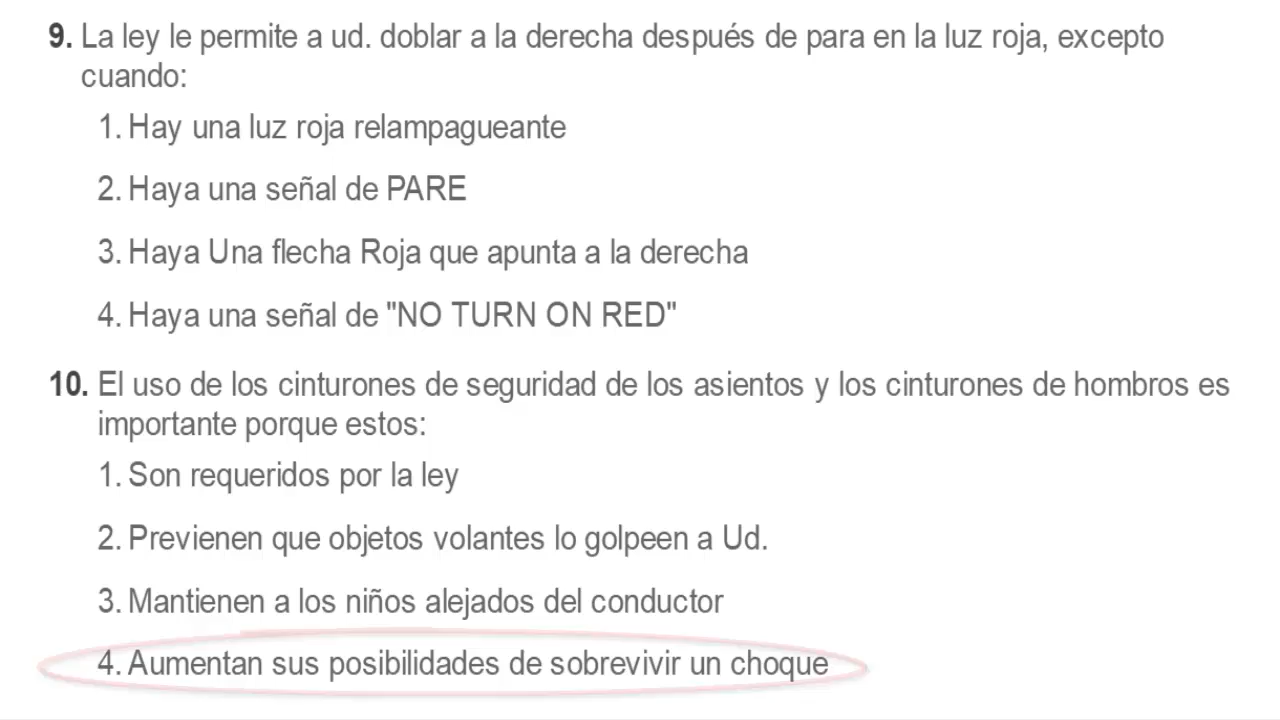 9. La ley le permite a ud. doblar a la derecha después de para en la luz roja, excepto
cuando:
1. Hay una luz roja relampagueante
2. Haya una señal de PARE
3. Haya Una flecha Roja que apunta a la derecha
4. Haya una señal de "NO TURN ON RED"
10. El uso de los cinturones de seguridad de los asientos y los cinturones de hombros es
importante porque estos:
1. Son requeridos por la ley
2. Previenen que objetos volantes lo golpeen a Ud.
3. Mantienen a los niños alejados del conductor
4. Aumentan sus posibilidades de sobrevivir un choque